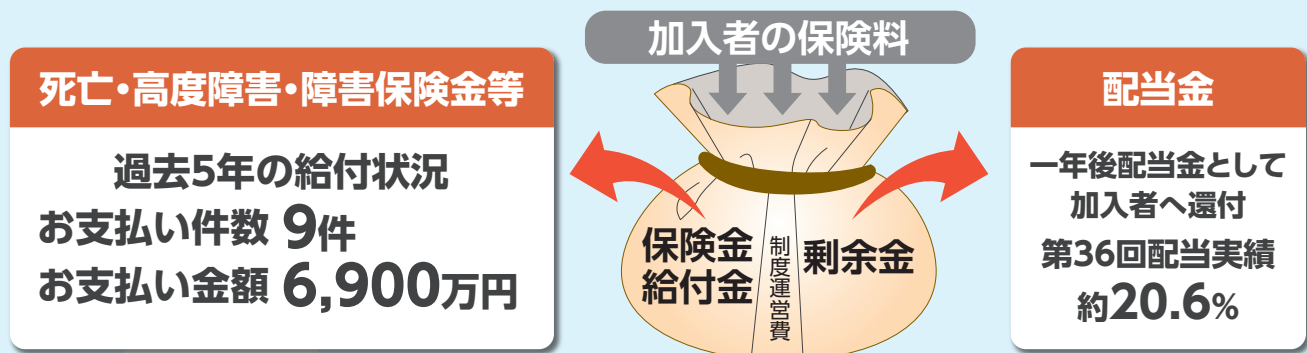 加入者の保険料
死亡・高度障害・障害保険金等
過去5年の給付状況
お支払い件数 9件
お支払い金額 6,900万円
保険金
給付金
制度運営費
剰余金
配当金
一年後配当金として
加入者へ還付
第36回配当実績
約20.6%